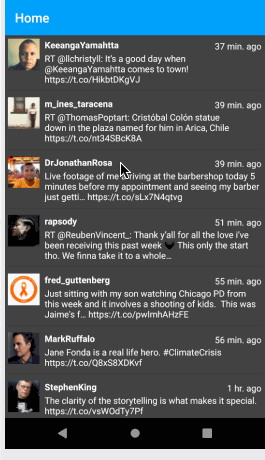 Home
KeeangaYamahtta 37 min. ago
RT @llchristyll: It's a good day when
@KeeangaYamahtta comes to town!
https://t.co/HikbtDKgVJ
m_ines_taracena 39 min. ago
RT @ThomasPoptart: Cristóbal Colón statue
down in the plaza named for him in Arica, Chile
https://t.co/nt34SBcK8A
DrJonathanRosa 39 min. ago
Live footage of me arriving at the barbershop today 5
minutes before my appointment and seeing my barber
just getti... https://t.co/sLx7N4qtvg
rapsody 51 min. ago
RT @ReubenVincent_: Thank y'all for all the love i've
been receiving this past week 🖤 This only the start
tho. We finna take it to a whole...
fred_guttenberg 55 min. ago
Just sitting with my son watching Chicago PD from
this week and it involves a shooting of kids. This was
Jaime's f... https://t.co/pwlmhAHzFE
MarkRuffalo 56 min. ago
Jane Fonda is a real life hero. #ClimateCrisis
https://t.co/Q8xS8XDKvf
StephenKing 1 hr. ago
The clarity of the storytelling is what makes it special.
https://t.co/vsWOdTy7Pf